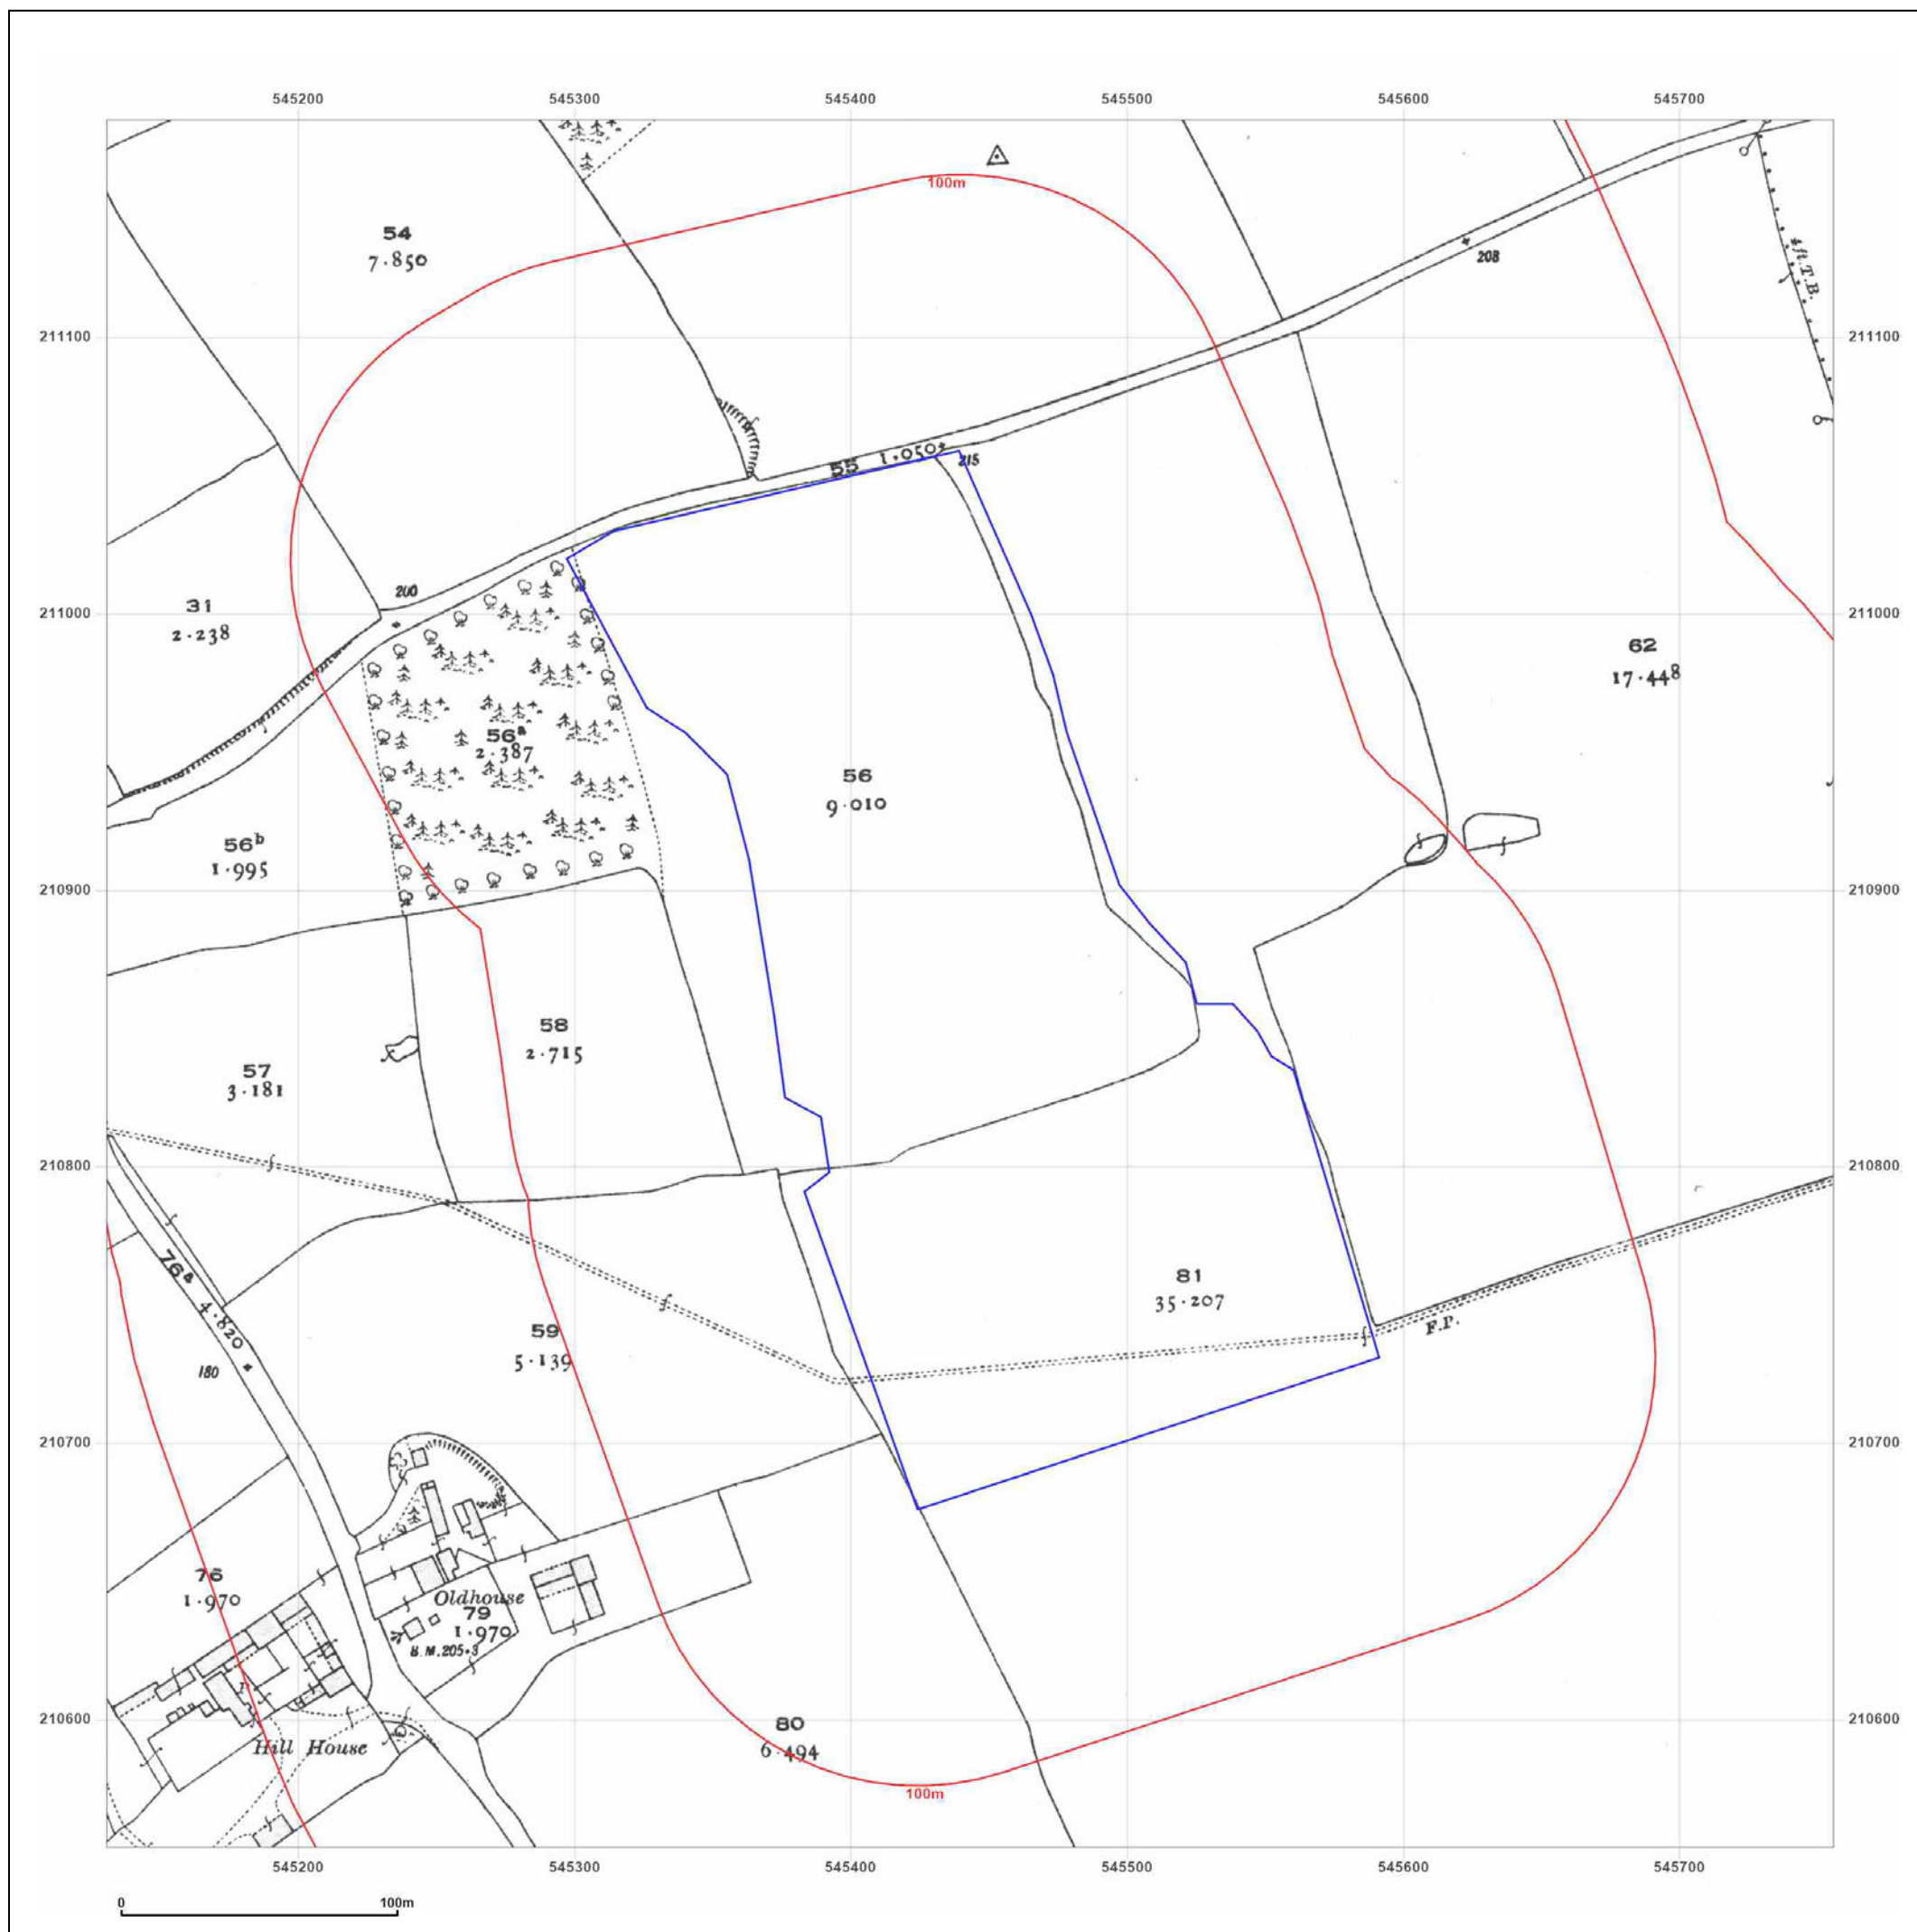 545200 545300 545400 545500 545600 545700
100m
54
7·850
208
4ft.T.B.
211100 211100
55 1·050
215
200
31
2·238
211000 211000
62
17·448
56a
2·387
56
9·010
56b
1·995
210900 210900
58
2·715
57
3·181
210800 210800
76a
4·820
81
35·207
59
5·139
F.P.
180
210700 210700
76
1·970
Oldhouse
79
1·970
B.M.205·3
P
210600 210600
80
6·494
Hill House
100m
545200 545300 545400 545500 545600 545700
0 100m